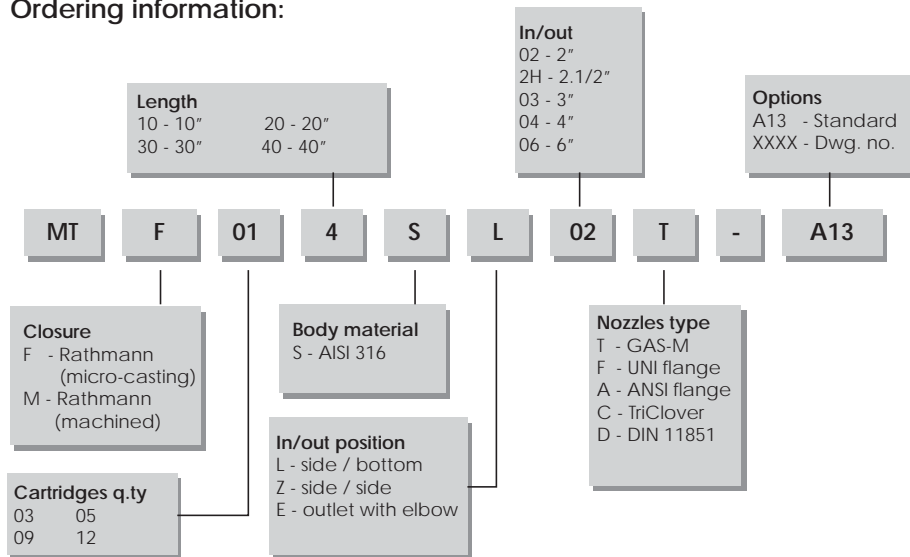 Ordering information:
In/out
02 - 2"
2H - 2.1/2"
03 - 3"
04 - 4"
06 - 6"
Length
10 - 10" 20 - 20"
30 - 30" 40 - 40"
Options
A13 - Standard
XXXX - Dwg. no.
MT F 01 4 S L 02 T - A13
Closure
F - Rathmann
(micro-casting)
M - Rathmann
(machined)
Body material
S - AISI 316
Nozzles type
T - GAS-M
F - UNI flange
A - ANSI flange
C - TriClover
D - DIN 11851
In/out position
L - side / bottom
Z - side / side
E - outlet with elbow
Cartridges q.ty
03 05
09 12